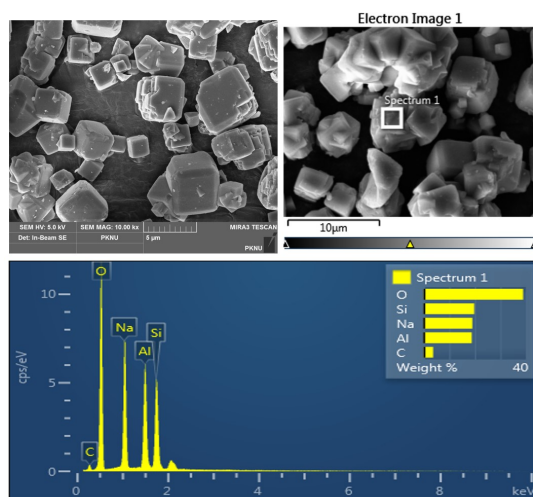 Electron Image 1
Spectrum 1
SEM HV: 5.0 kV
SEM MAG: 10.00 kx
MIRA3 TESCAN
Det: In-Beam SE
PKNU
5 µm
PKNU
10µm
Spectrum 1
O
Si
Na
Al
C
Weight %
40
cps/eV
10
5
0
O
Na
Al
Si
C
0
2
4
6
8
keV